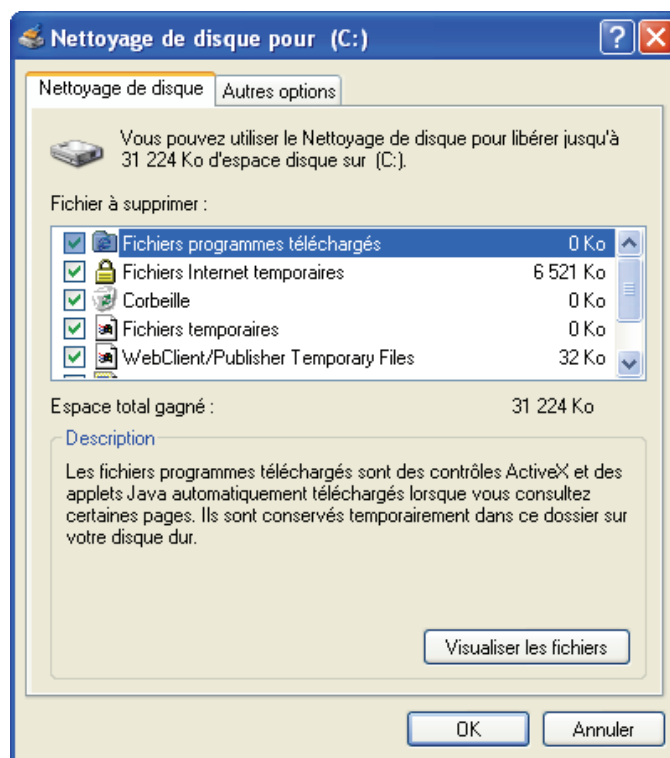 Nettoyage de disque pour (C:)
Nettoyage de disque
Autres options
Vous pouvez utiliser le Nettoyage de disque pour libérer jusqu'à
31 224 Ko d'espace disque sur (C:).
Fichier à supprimer :
Fichiers programmes téléchargés 0 Ko
Fichiers Internet temporaires 6 521 Ko
Corbeille 0 Ko
Fichiers temporaires 0 Ko
WebClient/Publisher Temporary Files 32 Ko
Espace total gagné : 31 224 Ko
Description
Les fichiers programmes téléchargés sont des contrôles ActiveX et des
applets Java automatiquement téléchargés lorsque vous consultez
certaines pages. Ils sont conservés temporairement dans ce dossier sur
votre disque dur.
Visualiser les fichiers
OK
Annuler